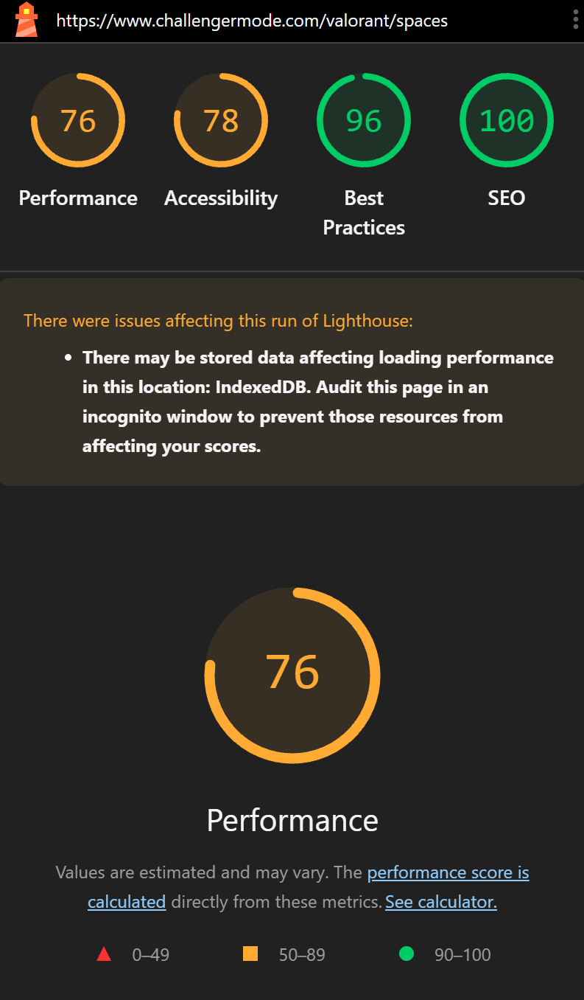 https://www.challengermode.com/valorant/spaces
76 78 96 100
Performance Accessibility Best SEO
Practices
There were issues affecting this run of Lighthouse:
• There may be stored data affecting loading performance
in this location: IndexedDB. Audit this page in an
incognito window to prevent those resources from
affecting your scores.
76
Performance
Values are estimated and may vary. The performance score is
calculated directly from these metrics. See calculator.
0–49 50–89 90–100